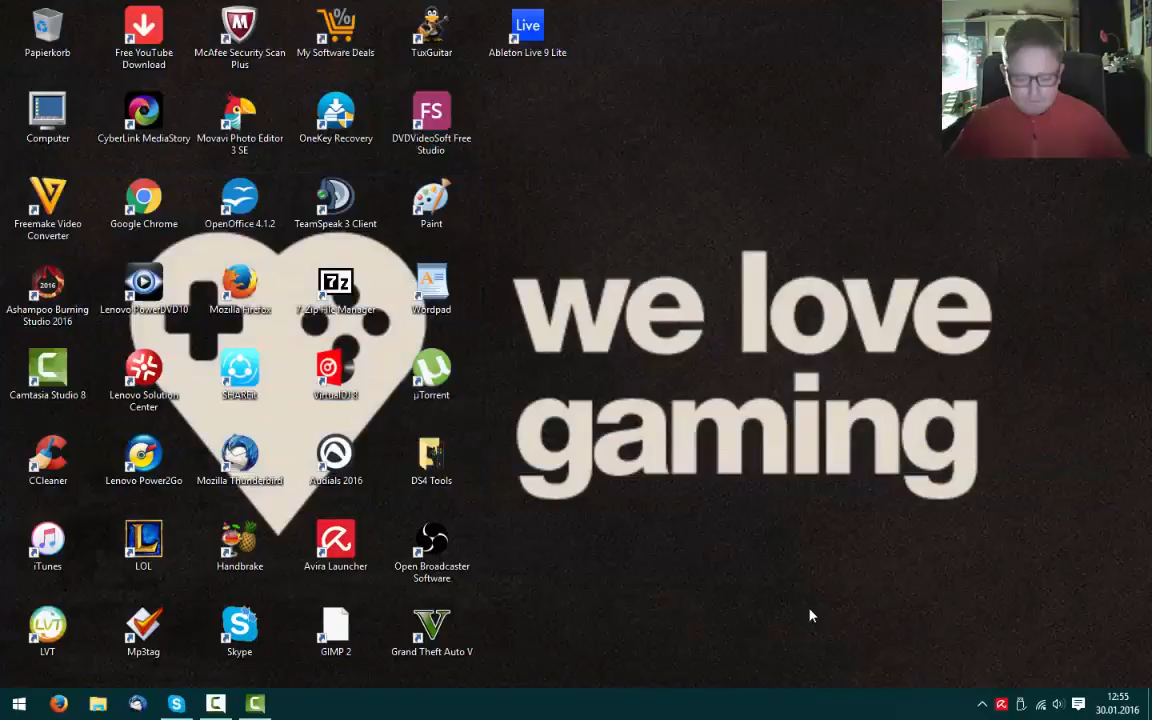 Papierkorb
Free YouTube
Download
McAfee Security Scan
Plus
My Software Deals
TuxGuitar
Live
Ableton Live 9 Lite
Computer
CyberLink MediaStory
Movavi Photo Editor
3 SE
OneKey Recovery
FS
DVDVideoSoft Free
Studio
Freemake Video
Converter
Google Chrome
OpenOffice 4.1.2
TeamSpeak 3 Client
Paint
2016
Ashampoo Burning
Studio 2016
Lenovo PowerDVD10
Mozilla Firefox
7z
7-Zip File Manager
Wordpad
we love
gaming
Camtasia Studio 8
Lenovo Solution
Center
SHAREit
VirtualDJ 8
µTorrent
CCleaner
Lenovo Power2Go
Mozilla Thunderbird
Audials 2016
DS4 Tools
iTunes
LOL
Handbrake
Avira Launcher
Open Broadcaster
Software
LVT
LVT
Mp3tag
Skype
GIMP 2
Grand Theft Auto V
12:55
30.01.2016